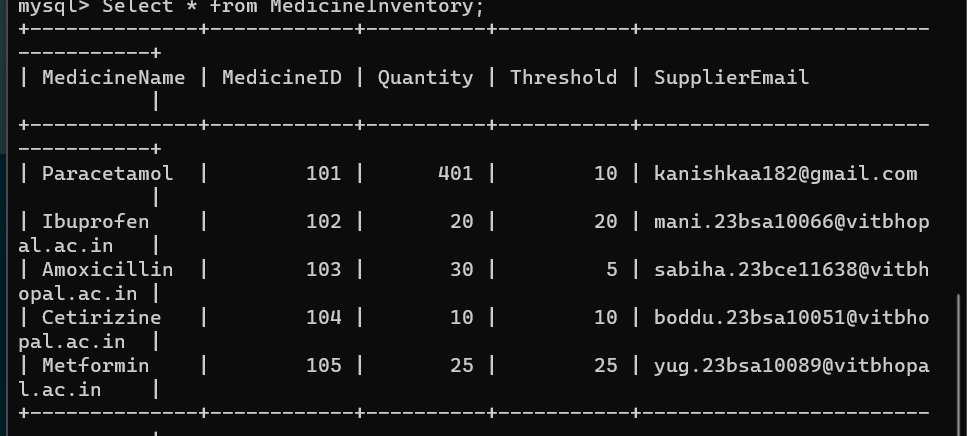 mysql> Select * from MedicineInventory;
+--------------+------------+----------+-----------+------------------------
-----------+
| MedicineName | MedicineID | Quantity | Threshold | SupplierEmail
           |
+--------------+------------+----------+-----------+------------------------
-----------+
| Paracetamol  |        101 |      401 |        10 | kanishkaa182@gmail.com
           |
| Ibuprofen    |        102 |       20 |        20 | mani.23bsa10066@vitbhop
al.ac.in   |
| Amoxicillin  |        103 |       30 |         5 | sabiha.23bce11638@vitbh
opal.ac.in |
| Cetirizine   |        104 |       10 |        10 | boddu.23bsa10051@vitbho
pal.ac.in  |
| Metformin    |        105 |       25 |        25 | yug.23bsa10089@vitbhopa
l.ac.in    |
+--------------+------------+----------+-----------+------------------------